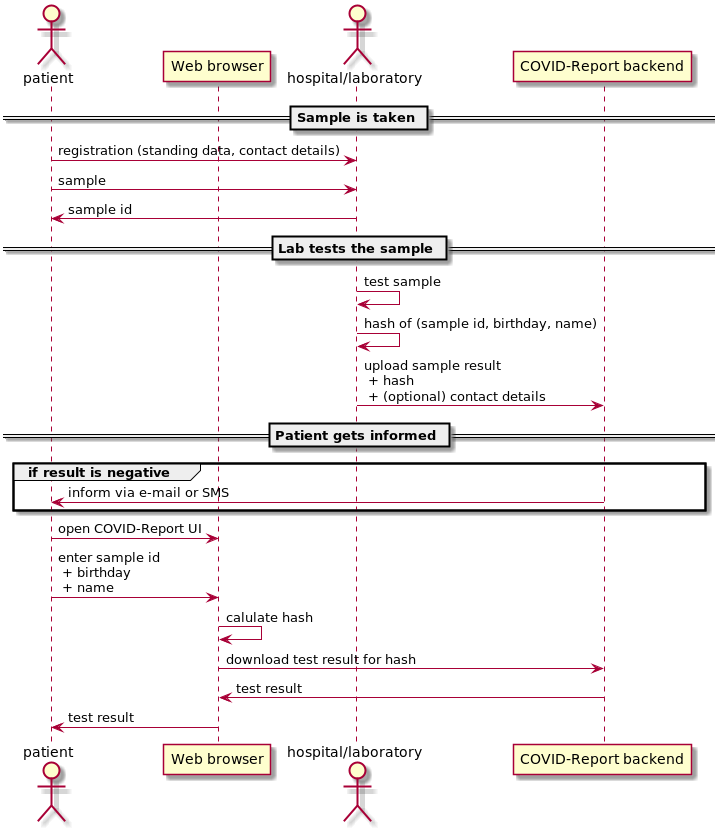 patient
Web browser
hospital/laboratory
COVID-Report backend
Sample is taken
registration (standing data, contact details)
sample
sample id
Lab tests the sample
test sample
hash of (sample id, birthday, name)
upload sample result
+ hash
+ (optional) contact details
Patient gets informed
if result is negative
inform via e-mail or SMS
open COVID-Report UI
enter sample id
+ birthday
+ name
calulate hash
download test result for hash
test result
test result
patient
Web browser
hospital/laboratory
COVID-Report backend